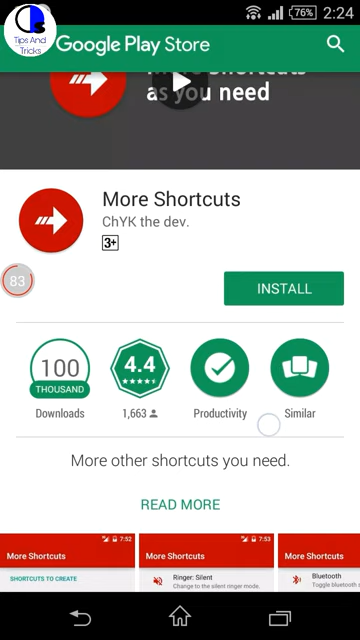 76% 2:24
Tips And
Tricks
Google Play Store
as you need
More Shortcuts
ChYK the dev.
3+
83
INSTALL
100
THOUSAND
4.4
Downloads
1,663
Productivity
Similar
More other shortcuts you need.
READ MORE
7:52
More Shortcuts
SHORTCUTS TO CREATE
7:53
More Shortcuts
Ringer: Silent
Change to the silent ringer mode.
More Shortcuts
Bluetooth
Toggle bluetooth